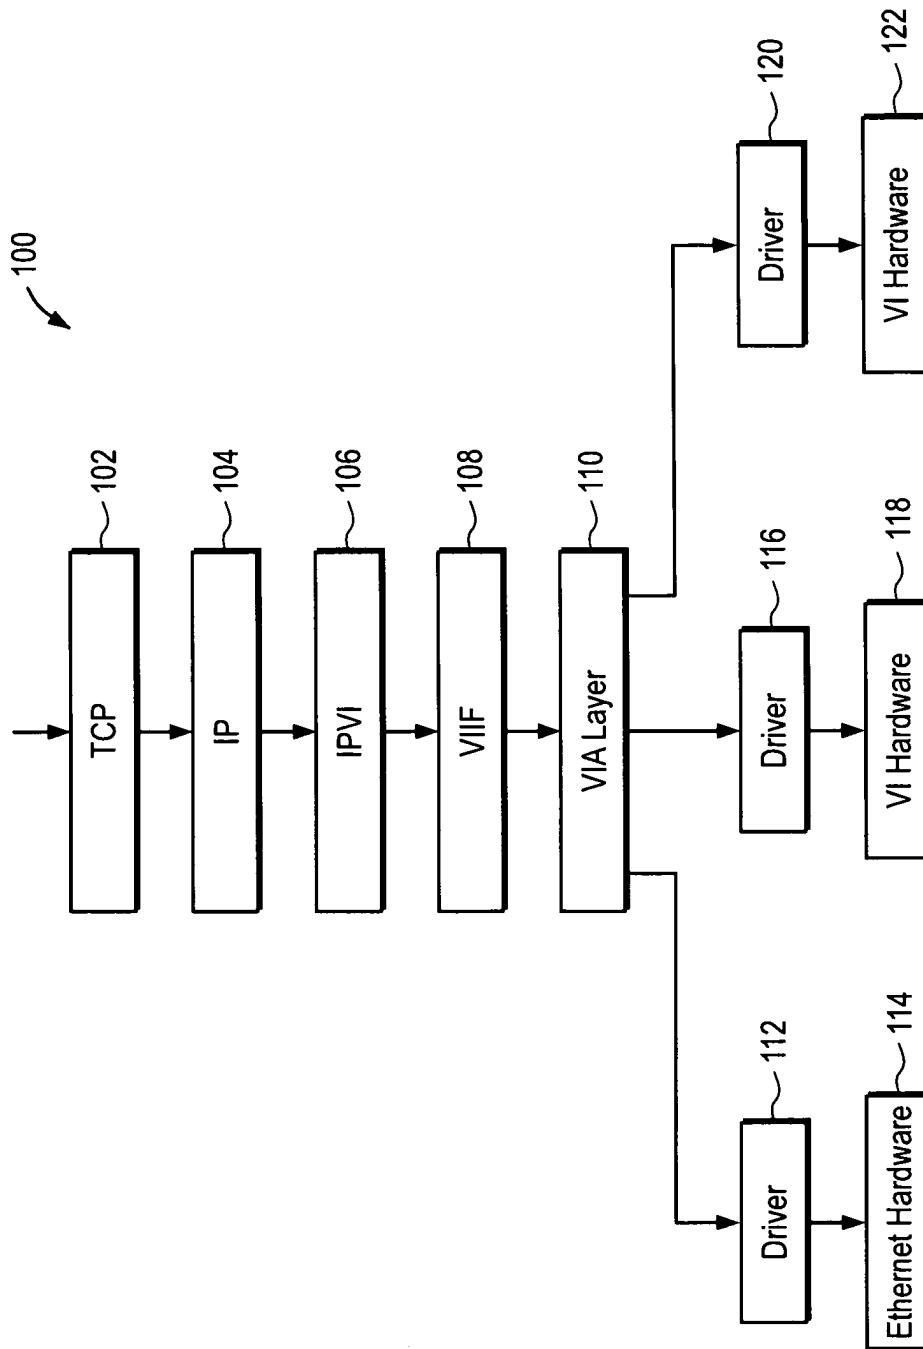 100
TCP
102
IP
104
IPVI
106
VIIF
108
VIA Layer
110
Driver
112
Driver
116
Driver
120
Ethernet Hardware
114
VI Hardware
118
VI Hardware
122